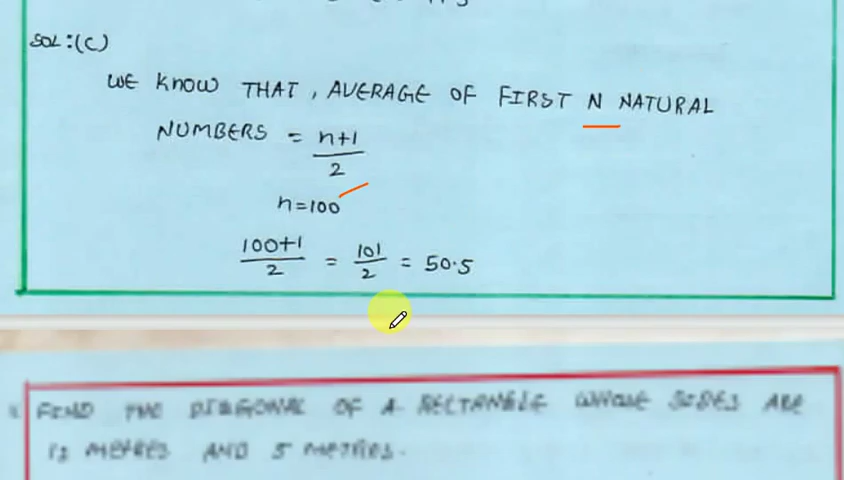 SOL:(C)
WE KNOW THAT, AVERAGE OF FIRST N NATURAL
NUMBERS = n+1/2
n=100
100+1/2 = 101/2 = 50.5
FIND THE DIAGONAL OF A RECTANGLE WHOSE SIDES ARE
12 METRES AND 5 METRES.